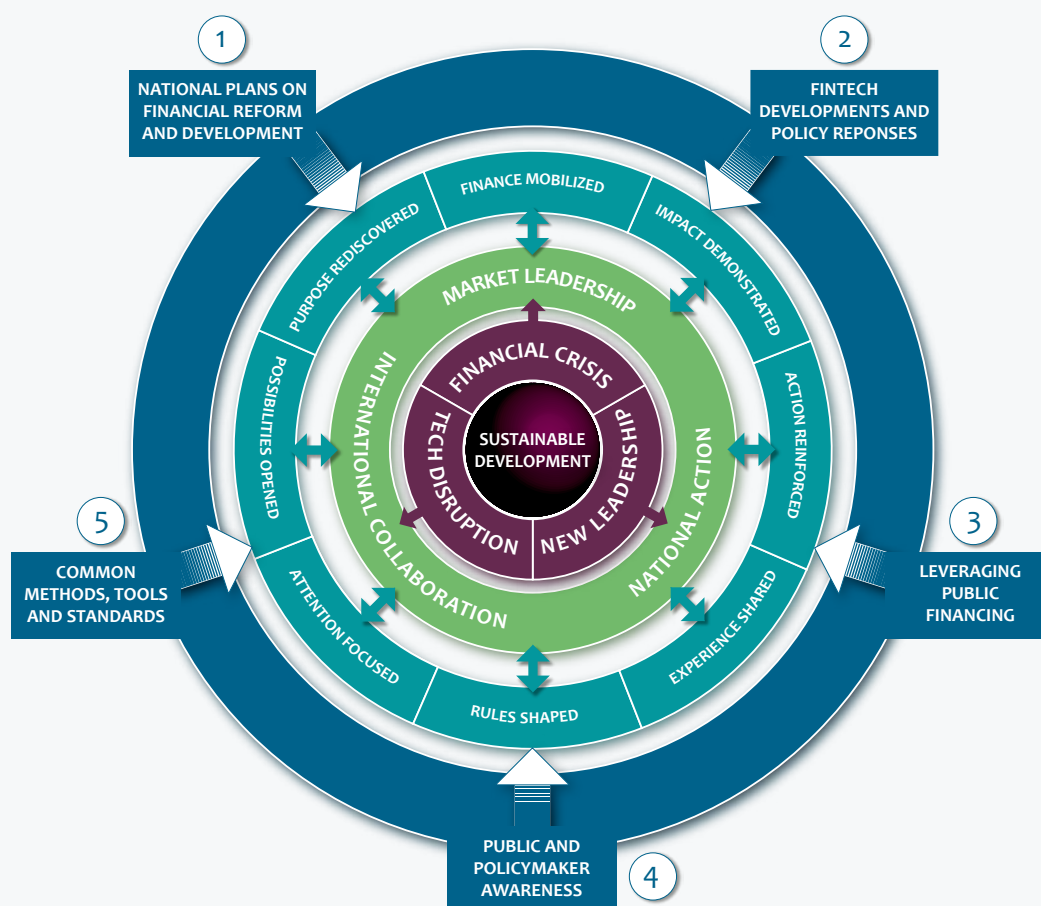 1
NATIONAL PLANS ON
FINANCIAL REFORM
AND DEVELOPMENT
2
FINTECH
DEVELOPMENTS AND
POLICY REPONSES
FINANCE MOBILIZED
PURPOSE REDISCOVERED
IMPACT DEMONSTRATED
MARKET LEADERSHIP
FINANCIAL CRISIS
POSSIBILITIES OPENED
INTERNATIONAL COLLABORATION
TECH DISRUPTION
SUSTAINABLE
DEVELOPMENT
NEW LEADERSHIP
NATIONAL ACTION
ACTION REINFORCED
5
COMMON
METHODS, TOOLS
AND STANDARDS
3
LEVERAGING
PUBLIC
FINANCING
ATTENTION FOCUSED
EXPERIENCE SHARED
RULES SHAPED
PUBLIC AND
POLICYMAKER
AWARENESS
4